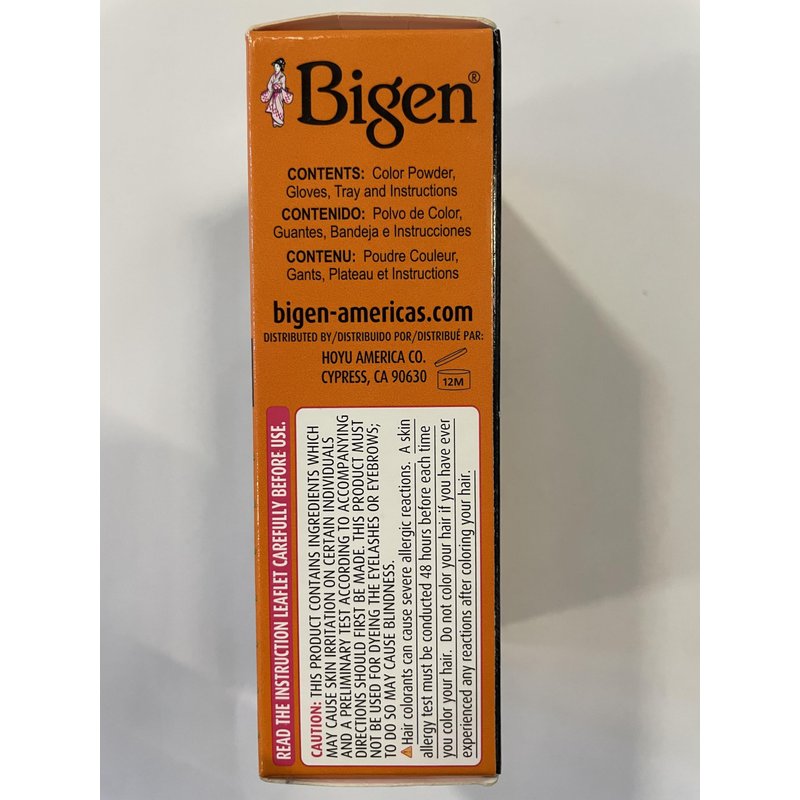 Bigen®
CONTENTS: Color Powder,
Gloves, Tray and Instructions
CONTENIDO: Polvo de Color,
Guantes, Bandeja e Instrucciones
CONTENU: Poudre Couleur,
Gants, Plateau et Instructions
bigen-americas.com
DISTRIBUTED BY/DISTRIBUIDO POR/DISTRIBUÉ PAR:
HOYU AMERICA CO.
CYPRESS, CA 90630
12M
READ THE INSTRUCTION LEAFLET CAREFULLY BEFORE USE.
CAUTION: THIS PRODUCT CONTAINS INGREDIENTS WHICH
MAY CAUSE SKIN IRRITATION ON CERTAIN INDIVIDUALS
AND A PRELIMINARY TEST ACCORDING TO ACCOMPANYING
DIRECTIONS SHOULD FIRST BE MADE. THIS PRODUCT MUST
NOT BE USED FOR DYEING THE EYELASHES OR EYEBROWS;
TO DO SO MAY CAUSE BLINDNESS.
⚠Hair colorants can cause severe allergic reactions. A skin
allergy test must be conducted 48 hours before each time
you color your hair. Do not color your hair if you have ever
experienced any reactions after coloring your hair.